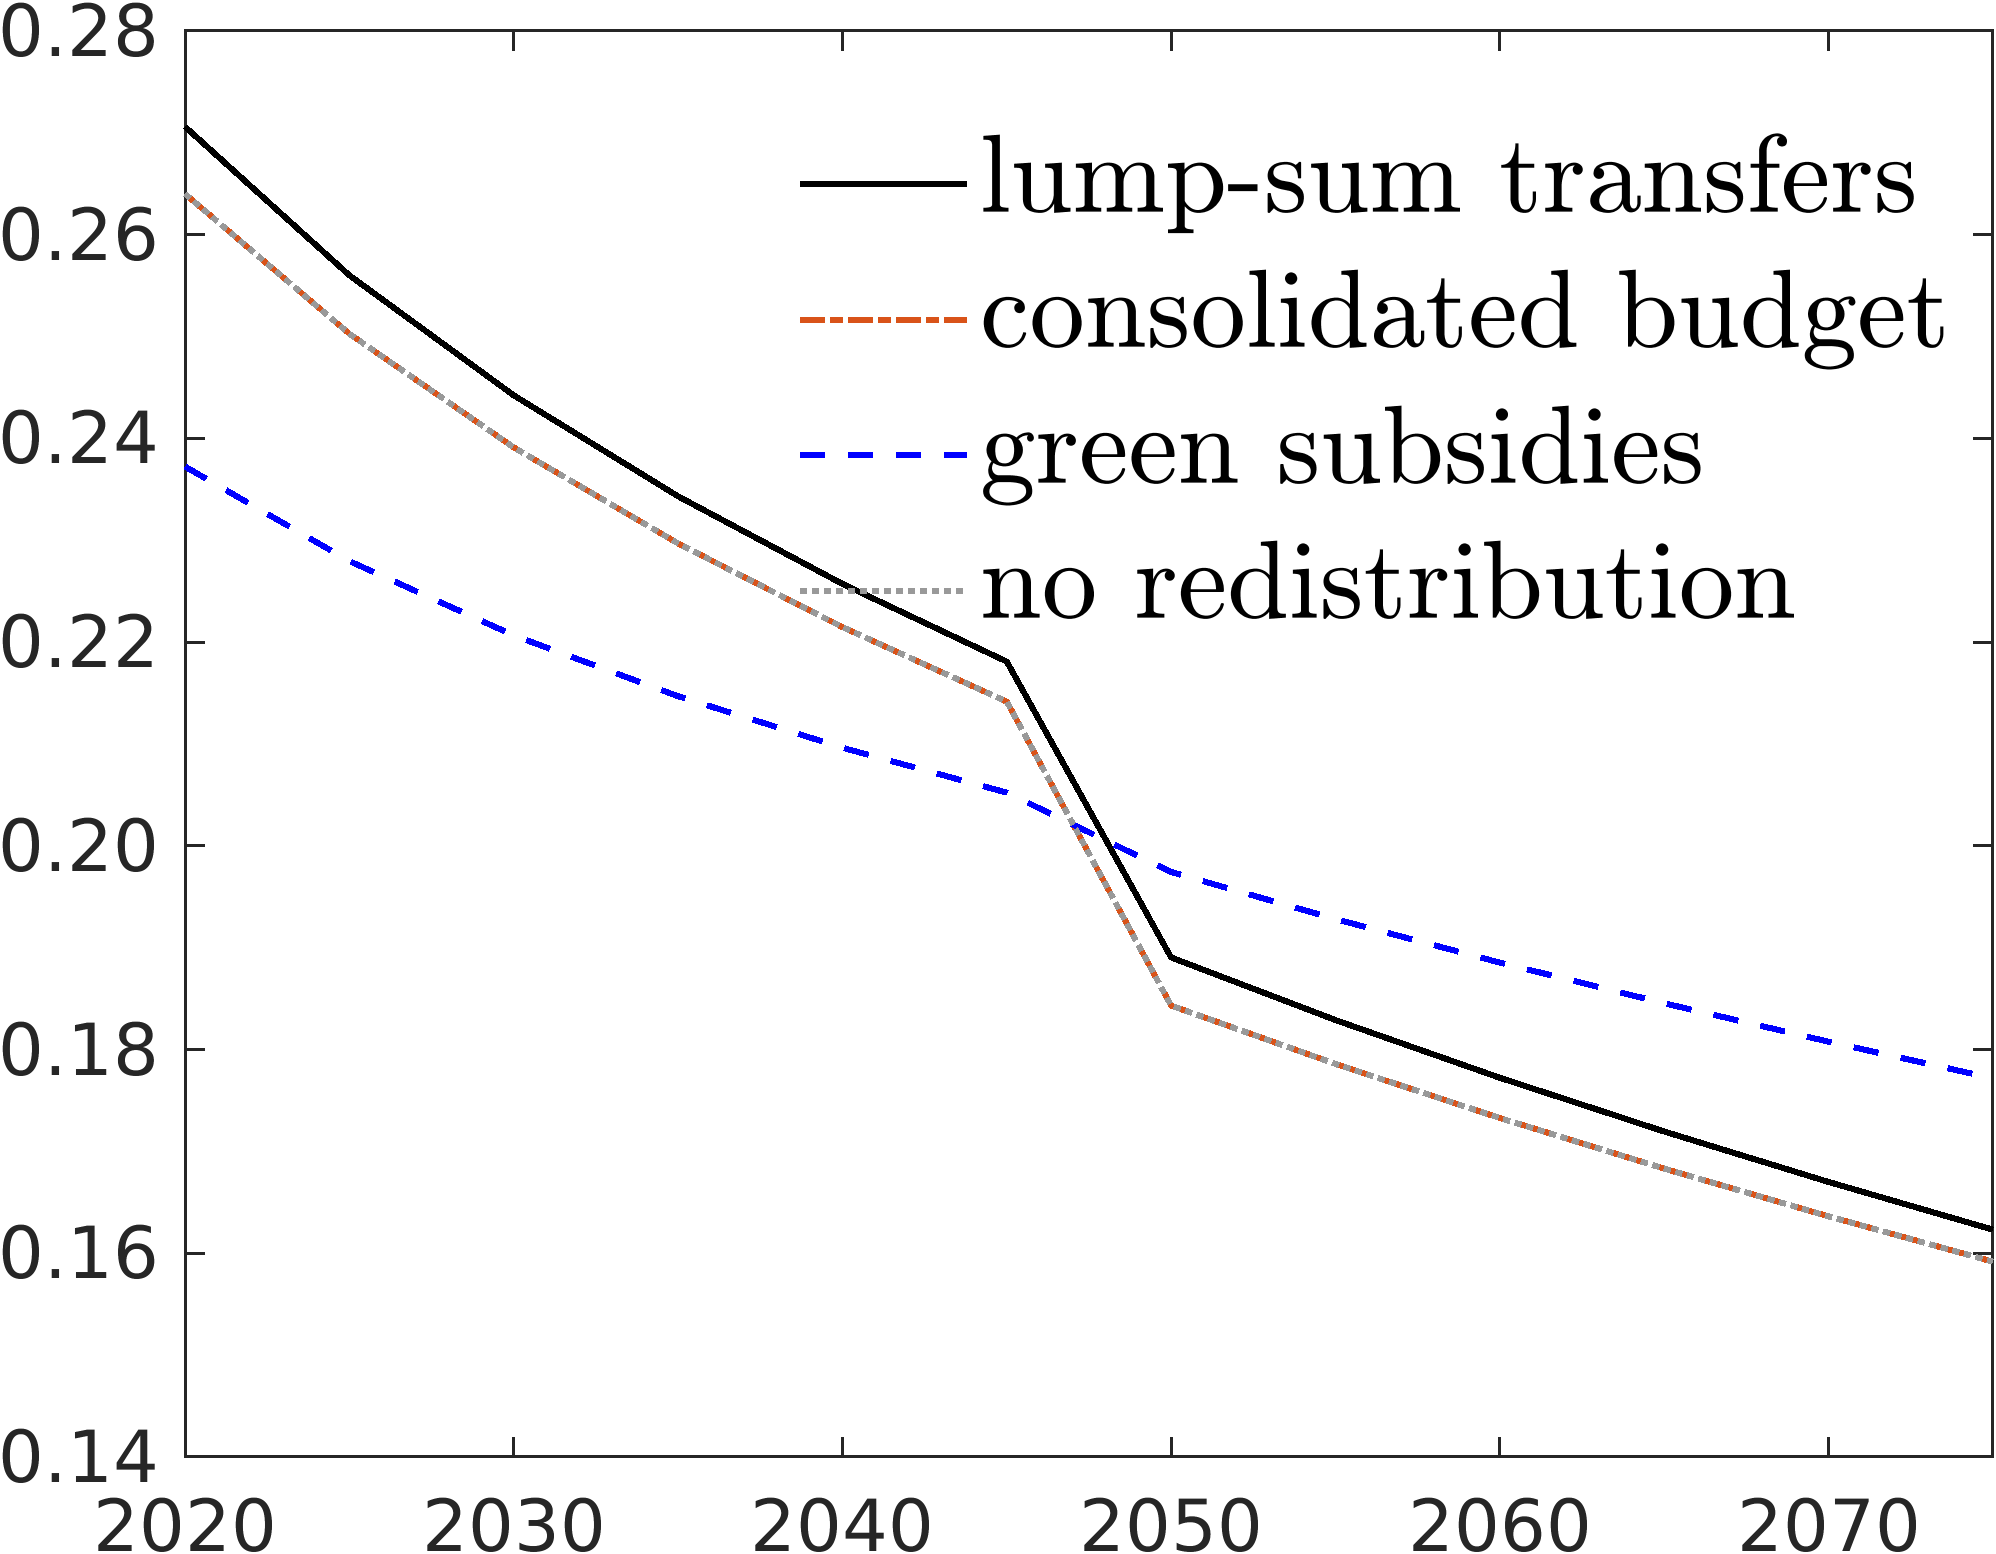 0.28
lump-sum transfers
0.26
consolidated budget
0.24
green subsidies
no redistribution
0.22
0.20
0.18
0.16
0.14
2020 2030 2040 2050 2060 2070